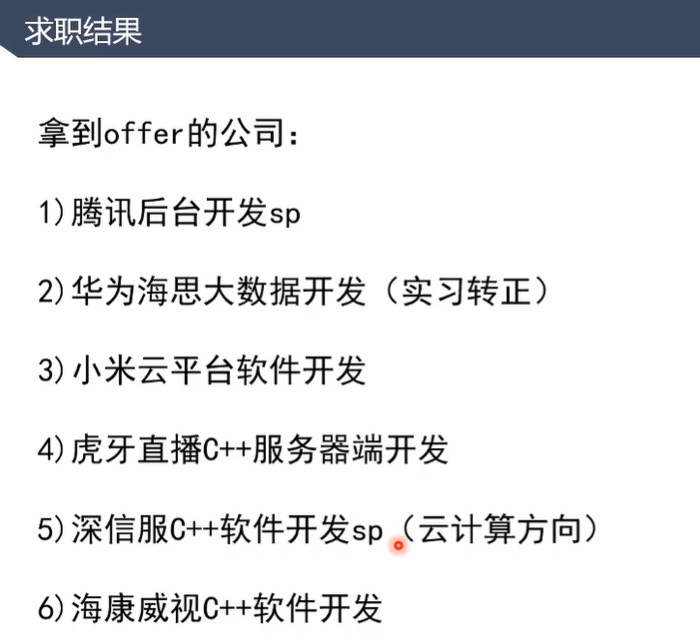 求职结果
拿到offer的公司：
1)腾讯后台开发sp
2)华为海思大数据开发（实习转正）
3)小米云平台软件开发
4)虎牙直播C++服务器端开发
5)深信服C++软件开发sp（云计算方向）
6)海康威视C++软件开发